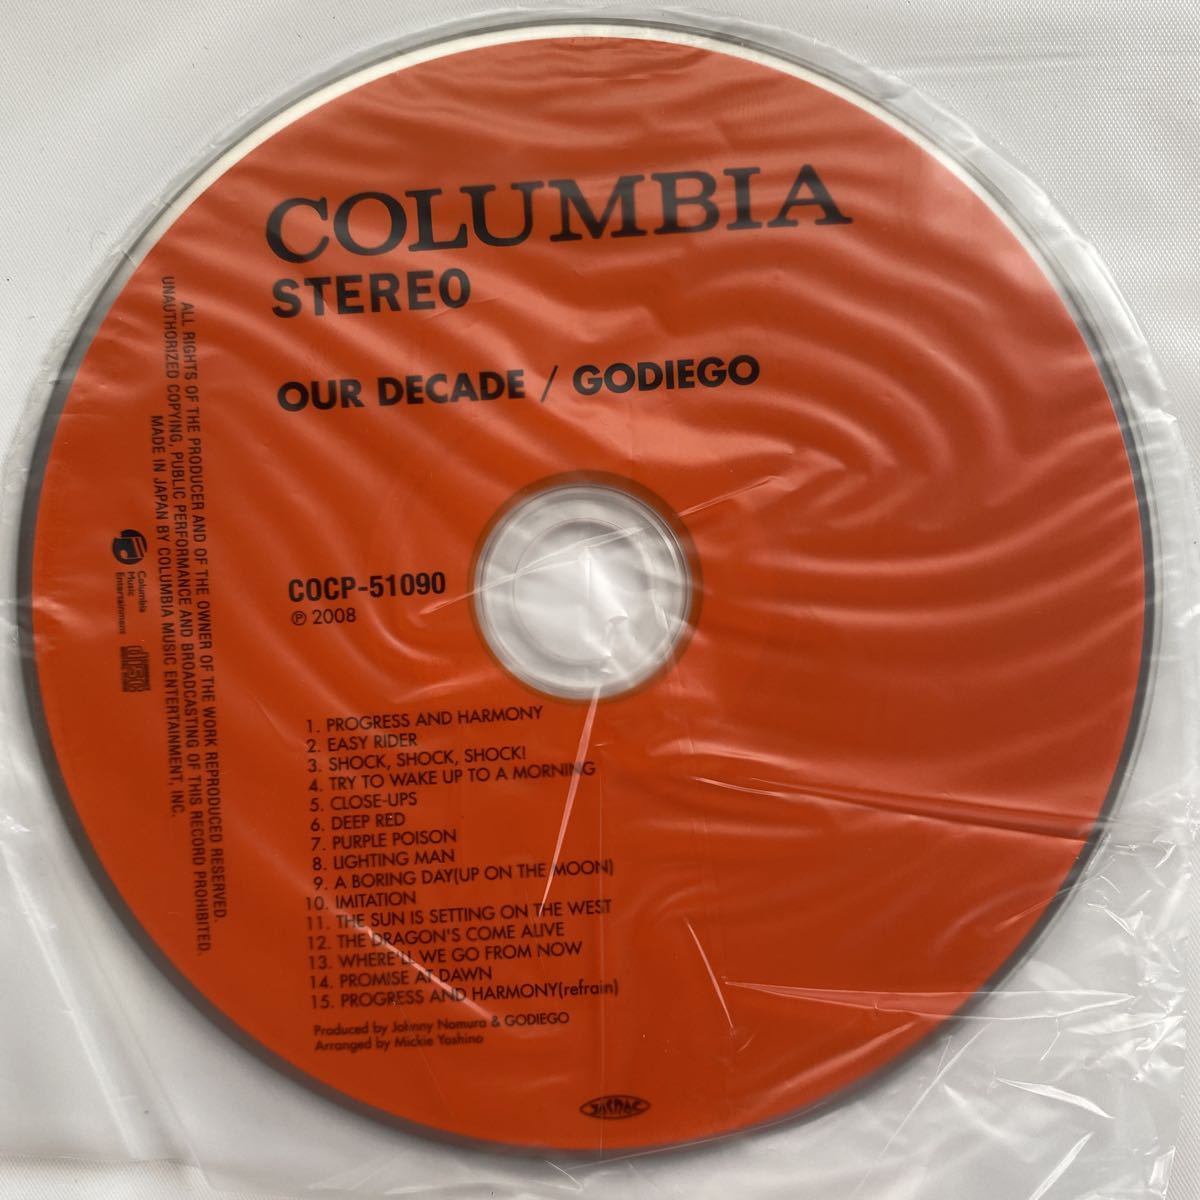 COLUMBIA
STEREO
OUR DECADE / GODIEGO
COCP-51090
℗ 2008
1. PROGRESS AND HARMONY
2. EASY RIDER
3. SHOCK, SHOCK, SHOCK!
4. TRY TO WAKE UP TO A MORNING
5. CLOSE-UPS
6. DEEP RED
7. PURPLE POISON
8. LIGHTING MAN
9. A BORING DAY(UP ON THE MOON)
10. IMITATION
11. THE SUN IS SETTING ON THE WEST
12. THE DRAGON'S COME ALIVE
13. WHERE'LL WE GO FROM NOW
14. PROMISE AT DAWN
15. PROGRESS AND HARMONY(refrain)
Produced by Johnny Nomura & GODIEGO
Arranged by Mickie Yoshino
ALL RIGHTS OF THE PRODUCER AND OF THE OWNER OF THE WORK REPRODUCED RESERVED.
UNAUTHORIZED COPYING, PUBLIC PERFORMANCE AND BROADCASTING OF THIS RECORD PROHIBITED.
MADE IN JAPAN BY COLUMBIA MUSIC ENTERTAINMENT, INC.
Columbia
Music
Entertainment
disc